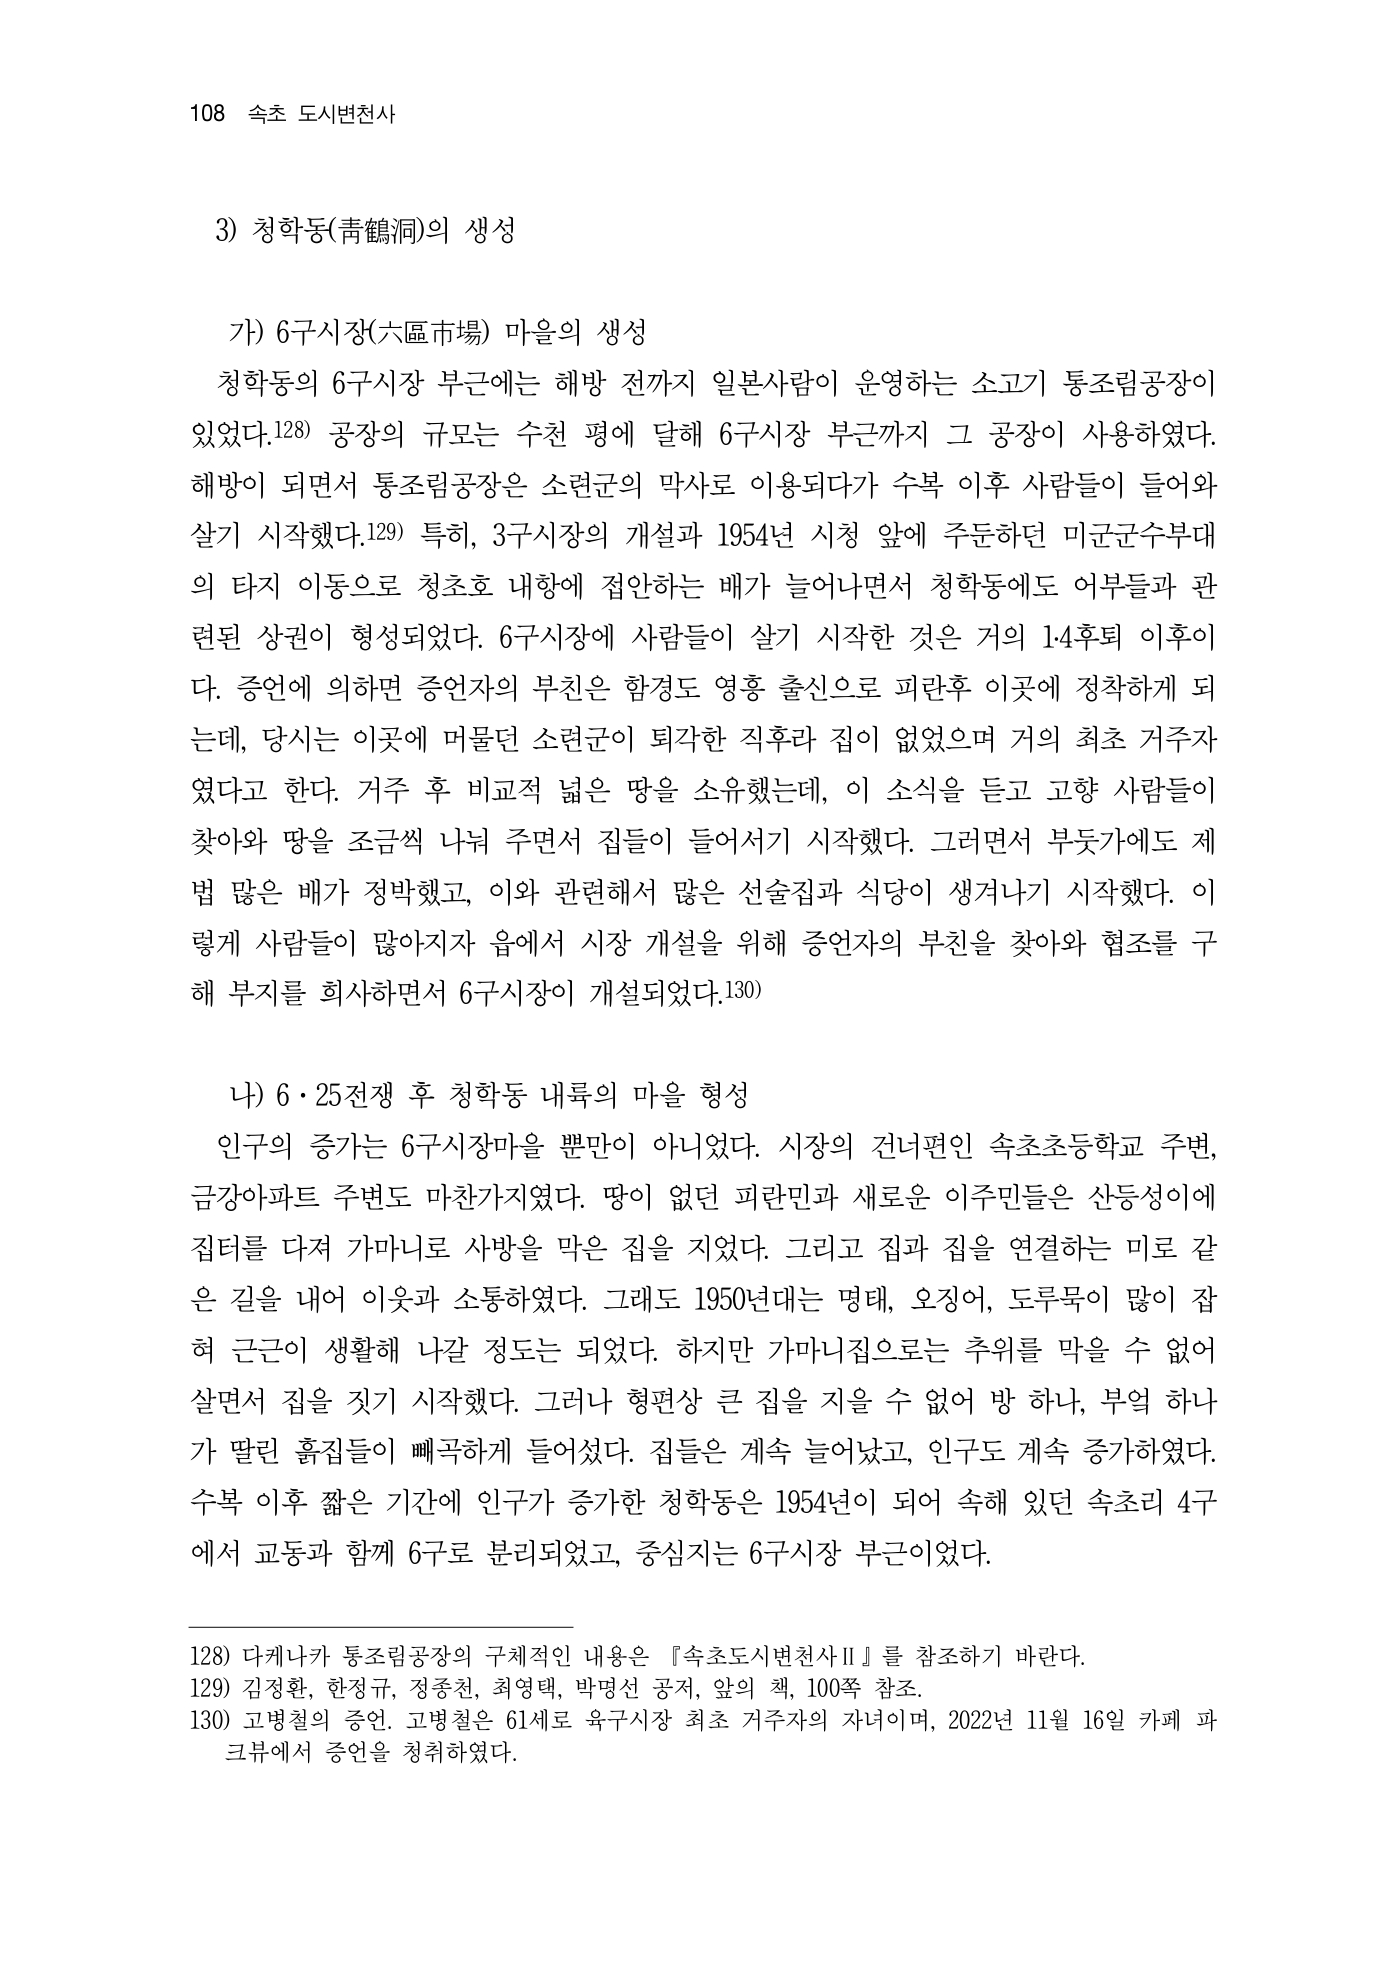 108 속초 도시변천사
3) 청학동(靑鶴洞)의 생성
가) 6구시장(六區市場) 마을의 생성
청학동의 6구시장 부근에는 해방 전까지 일본사람이 운영하는 소고기 통조림공장이
있었다.128) 공장의 규모는 수천 평에 달해 6구시장 부근까지 그 공장이 사용하였다.
해방이 되면서 통조림공장은 소련군의 막사로 이용되다가 수복 이후 사람들이 들어와
살기 시작했다.129) 특히, 3구시장의 개설과 1954년 시청 앞에 주둔하던 미군군수부대
의 타지 이동으로 청초호 내항에 접안하는 배가 늘어나면서 청학동에도 어부들과 관
련된 상권이 형성되었다. 6구시장에 사람들이 살기 시작한 것은 거의 1·4후퇴 이후이
다. 증언에 의하면 증언자의 부친은 함경도 영흥 출신으로 피란후 이곳에 정착하게 되
는데, 당시는 이곳에 머물던 소련군이 퇴각한 직후라 집이 없었으며 거의 최초 거주자
였다고 한다. 거주 후 비교적 넓은 땅을 소유했는데, 이 소식을 듣고 고향 사람들이
찾아와 땅을 조금씩 나눠 주면서 집들이 들어서기 시작했다. 그러면서 부둣가에도 제
법 많은 배가 정박했고, 이와 관련해서 많은 선술집과 식당이 생겨나기 시작했다. 이
렇게 사람들이 많아지자 읍에서 시장 개설을 위해 증언자의 부친을 찾아와 협조를 구
해 부지를 희사하면서 6구시장이 개설되었다.130)
나) 6·25전쟁 후 청학동 내륙의 마을 형성
인구의 증가는 6구시장마을 뿐만이 아니었다. 시장의 건너편인 속초초등학교 주변,
금강아파트 주변도 마찬가지였다. 땅이 없던 피란민과 새로운 이주민들은 산등성이에
집터를 다져 가마니로 사방을 막은 집을 지었다. 그리고 집과 집을 연결하는 미로 같
은 길을 내어 이웃과 소통하였다. 그래도 1950년대는 명태, 오징어, 도루묵이 많이 잡
혀 근근이 생활해 나갈 정도는 되었다. 하지만 가마니집으로는 추위를 막을 수 없어
살면서 집을 짓기 시작했다. 그러나 형편상 큰 집을 지을 수 없어 방 하나, 부엌 하나
가 딸린 흙집들이 빼곡하게 들어섰다. 집들은 계속 늘어났고, 인구도 계속 증가하였다.
수복 이후 짧은 기간에 인구가 증가한 청학동은 1954년이 되어 속해 있던 속초리 4구
에서 교동과 함께 6구로 분리되었고, 중심지는 6구시장 부근이었다.
128) 다케나카 통조림공장의 구체적인 내용은 『속초도시변천사Ⅱ』를 참조하기 바란다.
129) 김정환, 한정규, 정종천, 최영택, 박명선 공저, 앞의 책, 100쪽 참조.
130) 고병철의 증언. 고병철은 61세로 육구시장 최초 거주자의 자녀이며, 2022년 11월 16일 카페 파
크뷰에서 증언을 청취하였다.